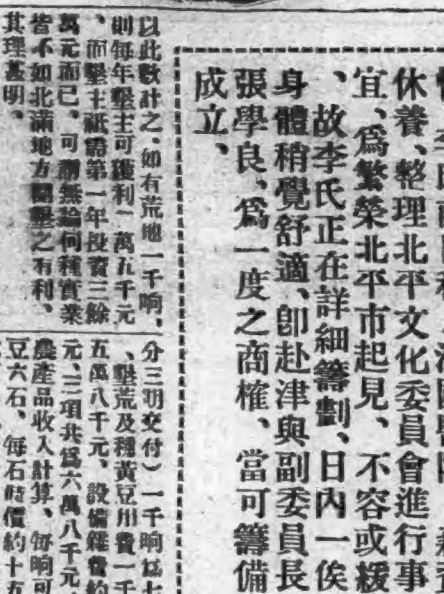 休養、整理北平文化委員會進行事
宜、爲繁榮北平市起見、不容或緩
、故李氏正在詳細籌劃、日內一俟
身體稍覺舒適、卽赴津與副委員長
張學良、爲一度之商榷、當可籌備
成立、
以此數計之、如有荒地一千晌、
則每年墾主可獲利一萬五千元
、而墾主祇需第一年投資三餘
萬元而已、可謂無論何種實業
皆不如北滿地方開墾之有利、
其理甚明、
分三期交付）一千晌爲七
、墾荒及種黃豆用費一千
五萬八千元、設備雜費約
元、三項共爲六萬八千元、
農產品收入計算、每晌可
豆六石、每石時價約十五